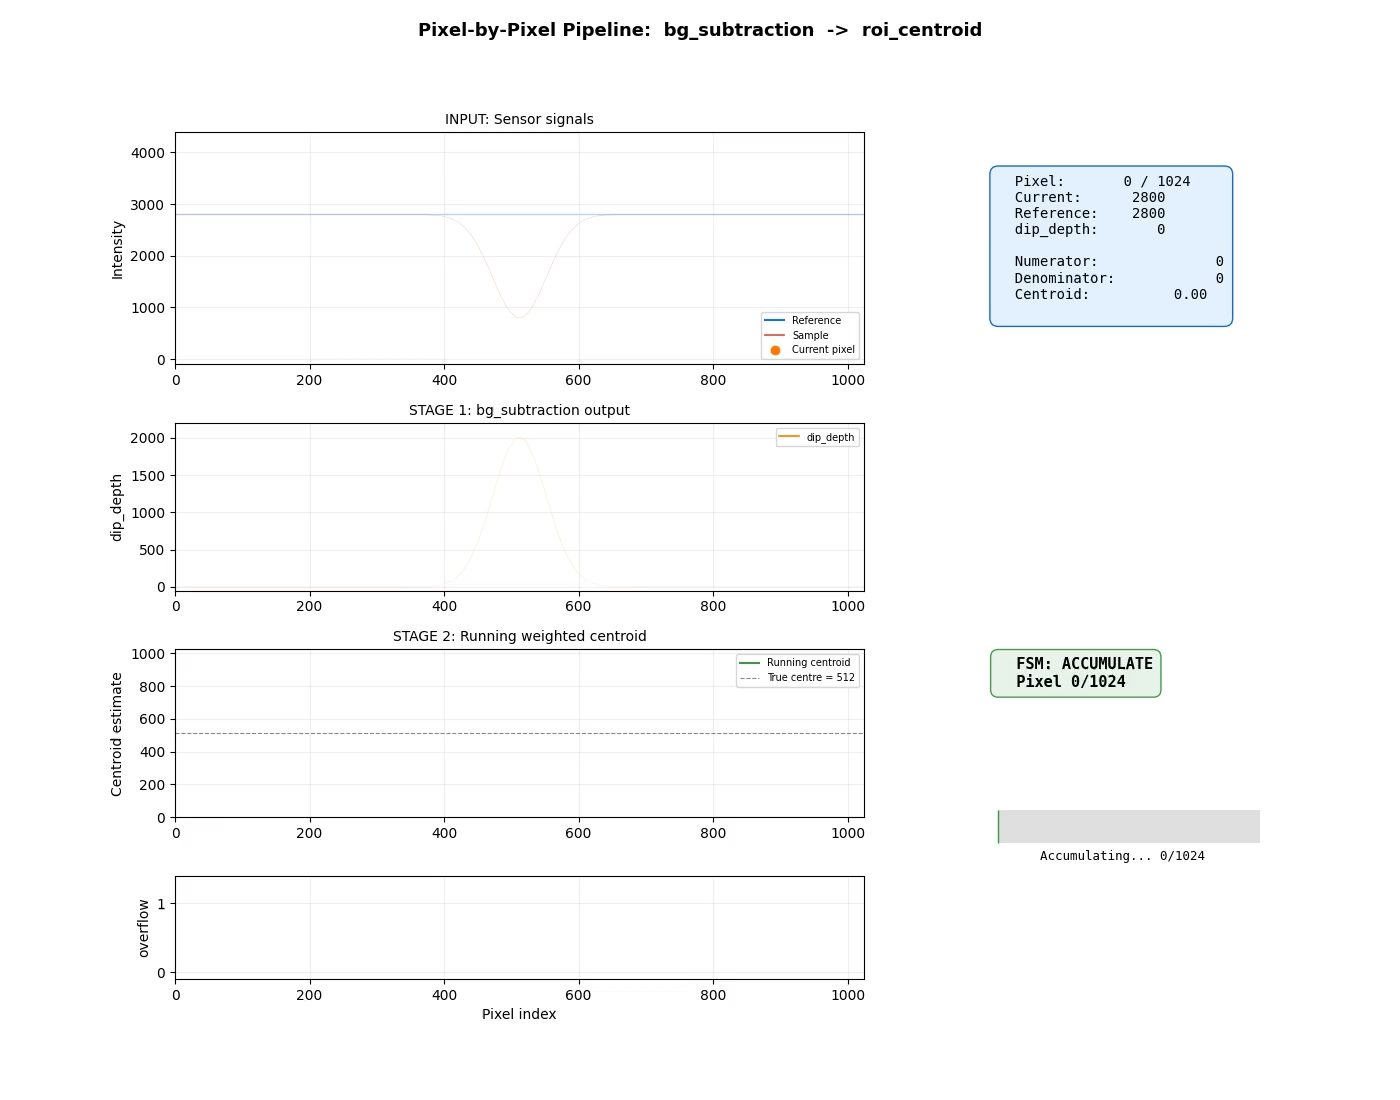 Pixel-by-Pixel Pipeline:  bg_subtraction  ->  roi_centroid
INPUT: Sensor signals
Intensity
4000
3000
2000
1000
0
0 200 400 600 800 1000
Reference
Sample
Current pixel
Pixel: 0 / 1024
Current: 2800
Reference: 2800
dip_depth: 0
Numerator: 0
Denominator: 0
Centroid: 0.00
STAGE 1: bg_subtraction output
dip_depth
2000
1500
1000
500
0
0 200 400 600 800 1000
dip_depth
STAGE 2: Running weighted centroid
Centroid estimate
1000
800
600
400
200
0
0 200 400 600 800 1000
Running centroid
True centre = 512
FSM: ACCUMULATE
Pixel 0/1024
Accumulating... 0/1024
overflow
1
0
0 200 400 600 800 1000
Pixel index